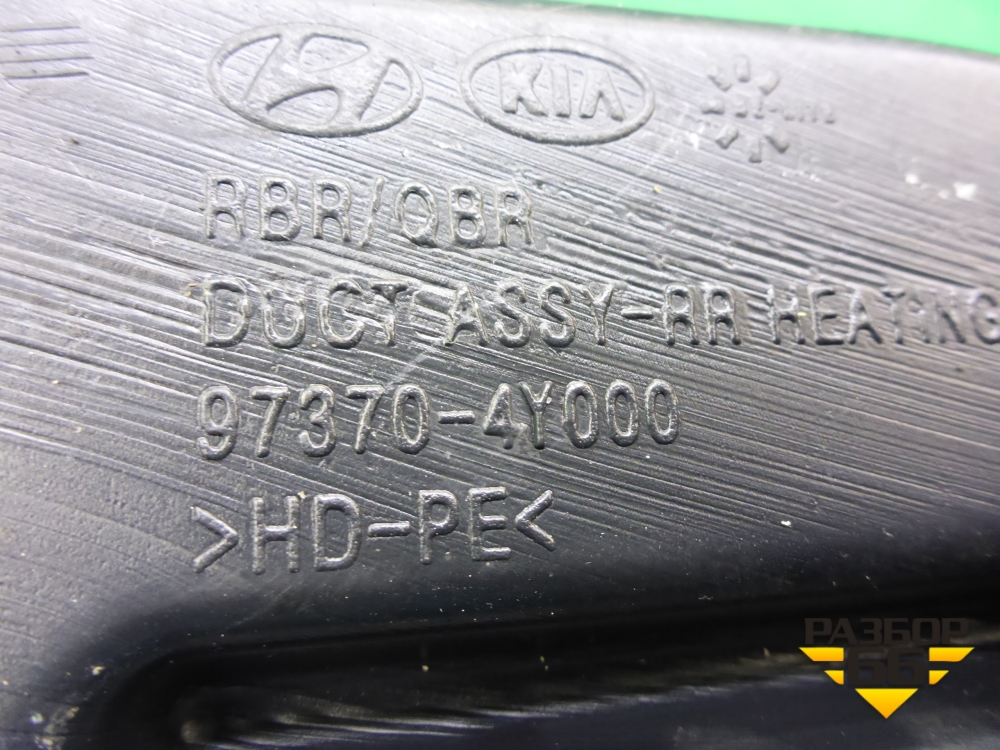 KIA
RBR/QBR
DUCT ASSY-RR HEATING
97370-4Y000
>HD-PE<
РАЗБОР
66